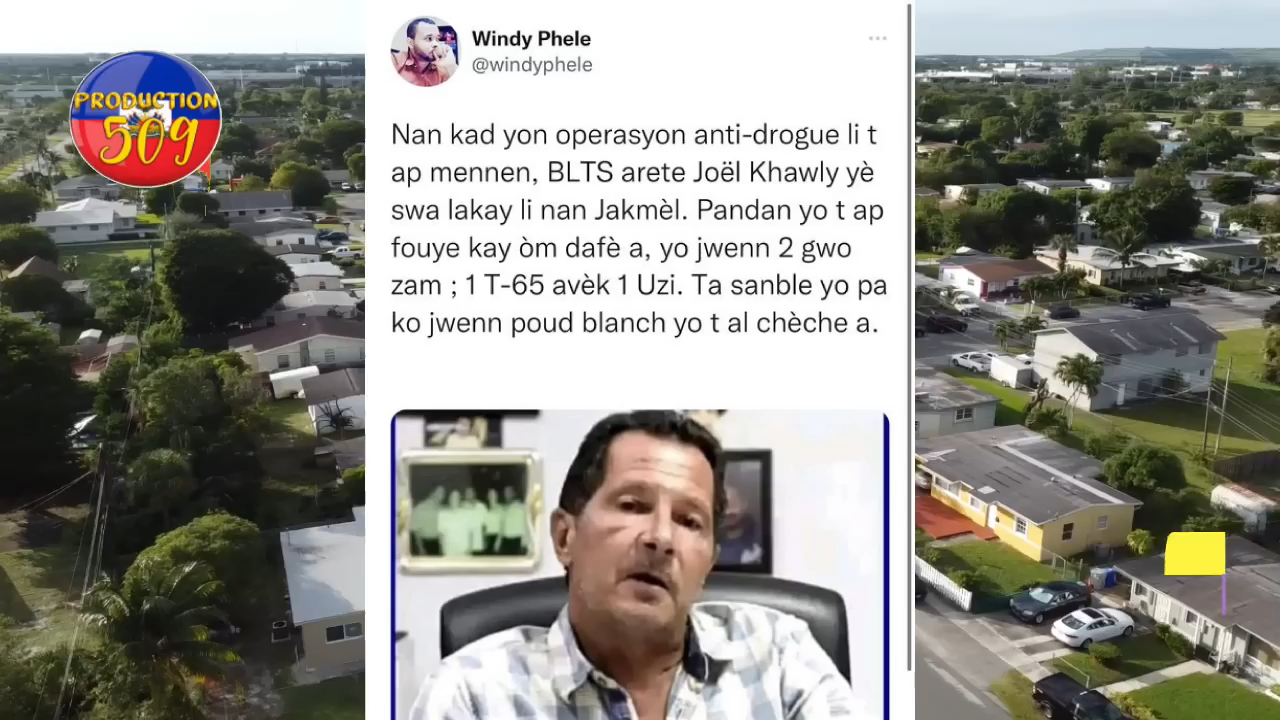 PRODUCTION
509
Windy Phele
@windyphele
Nan kad yon operasyon anti-drogue li t
ap mennen, BLTS arete Joël Khawly yè
swa lakay li nan Jakmèl. Pandan yo t ap
fouye kay òm dafè a, yo jwenn 2 gwo
zam ; 1 T-65 avèk 1 Uzi. Ta sanble yo pa
ko jwenn poud blanch yo t al chèche a.